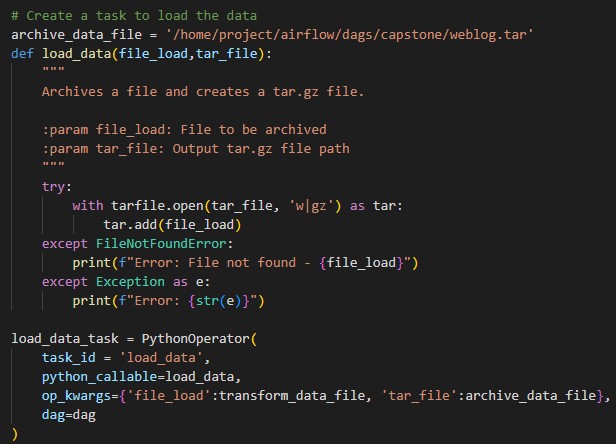 # Create a task to load the data
archive_data_file = '/home/project/airflow/dags/capstone/weblog.tar'
def load_data(file_load,tar_file):
    """
    Archives a file and creates a tar.gz file.

    :param file_load: File to be archived
    :param tar_file: Output tar.gz file path
    """
    try:
        with tarfile.open(tar_file, 'w|gz') as tar:
            tar.add(file_load)
    except FileNotFoundError:
        print(f"Error: File not found - {file_load}")
    except Exception as e:
        print(f"Error: {str(e)}")

load_data_task = PythonOperator(
    task_id = 'load_data',
    python_callable=load_data,
    op_kwargs={'file_load':transform_data_file, 'tar_file':archive_data_file},
    dag=dag
)